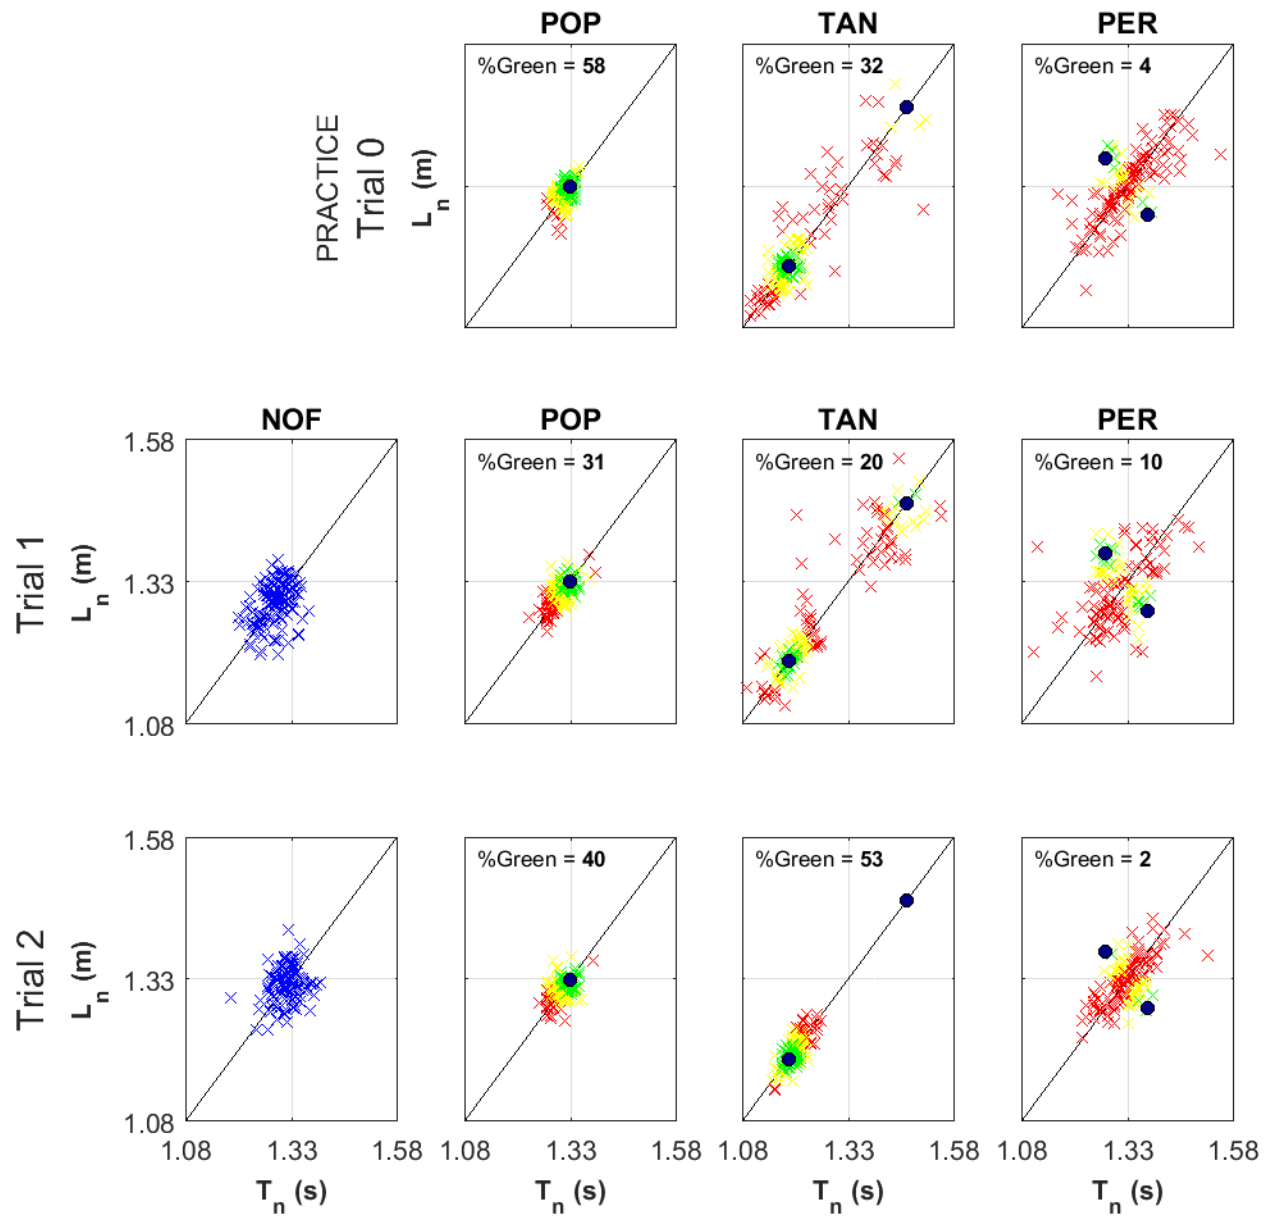 POP TAN PER
PRACTICE
Trial 0
L_n (m)
%Green = 58
%Green = 32
%Green = 4
NOF POP TAN PER
Trial 1
L_n (m)
1.58
1.33
1.08
%Green = 31
%Green = 20
%Green = 10
Trial 2
L_n (m)
1.58
1.33
1.08
%Green = 40
%Green = 53
%Green = 2
1.08 1.33 1.58 1.08 1.33 1.58 1.08 1.33 1.58 1.08 1.33 1.58
T_n (s) T_n (s) T_n (s) T_n (s)